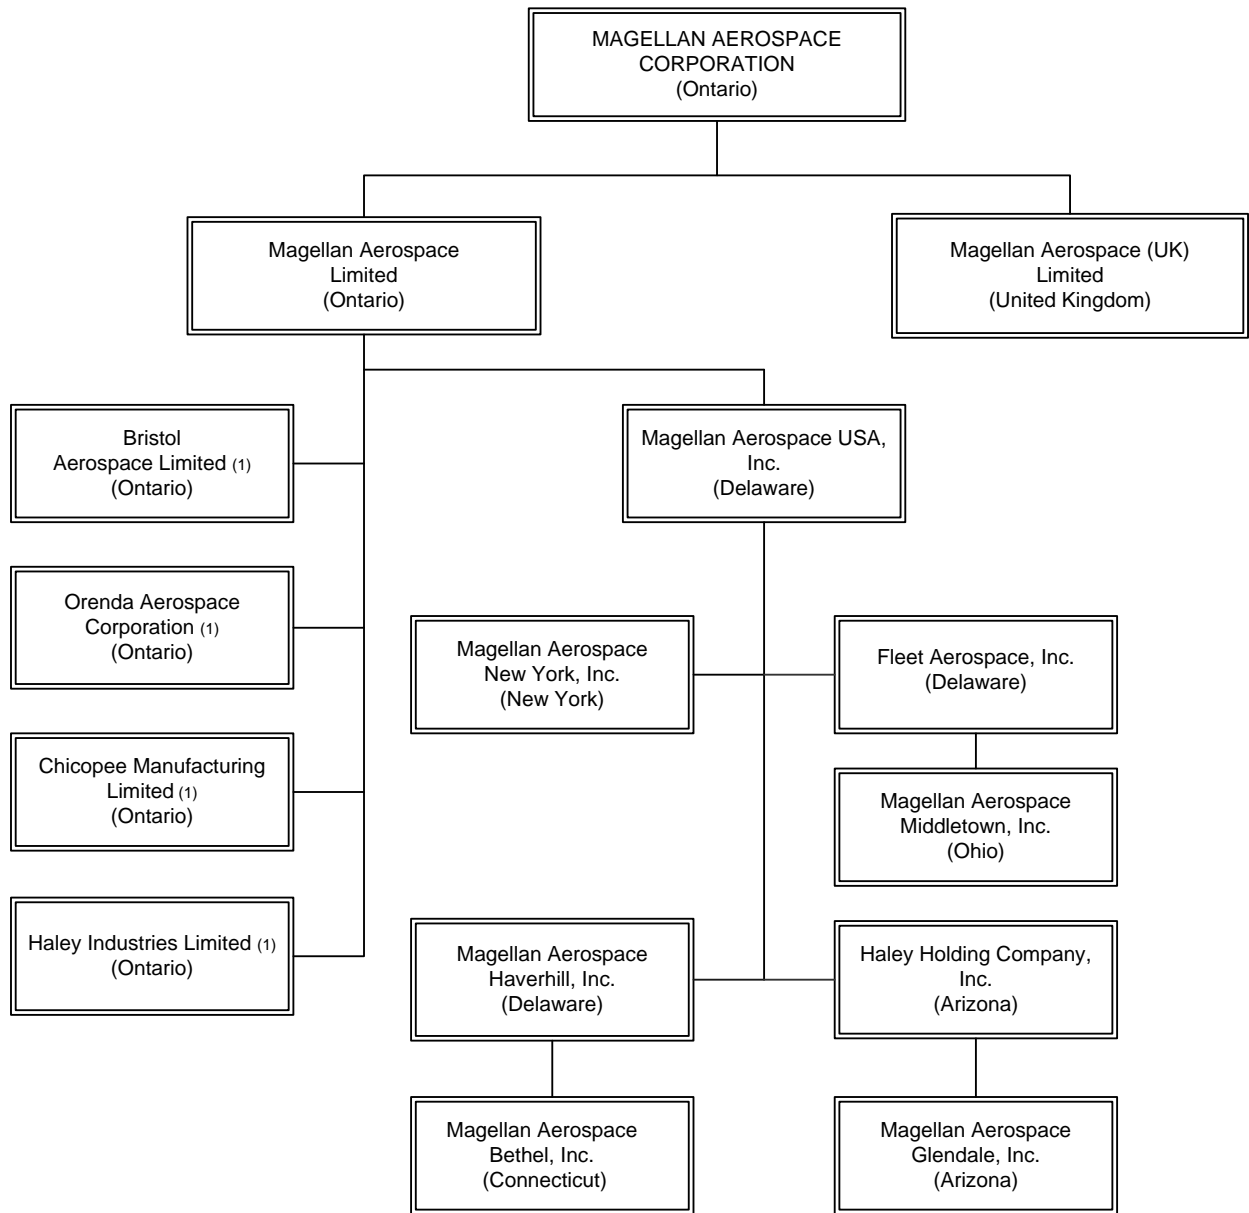 MAGELLAN AEROSPACE
CORPORATION
(Ontario)
Magellan Aerospace
Limited
(Ontario)
Magellan Aerospace (UK)
Limited
(United Kingdom)
Bristol
Aerospace Limited (1)
(Ontario)
Magellan Aerospace USA,
Inc.
(Delaware)
Orenda Aerospace
Corporation (1)
(Ontario)
Magellan Aerospace
New York, Inc.
(New York)
Fleet Aerospace, Inc.
(Delaware)
Chicopee Manufacturing
Limited (1)
(Ontario)
Magellan Aerospace
Middletown, Inc.
(Ohio)
Haley Industries Limited (1)
(Ontario)
Magellan Aerospace
Haverhill, Inc.
(Delaware)
Haley Holding Company,
Inc.
(Arizona)
Magellan Aerospace
Bethel, Inc.
(Connecticut)
Magellan Aerospace
Glendale, Inc.
(Arizona)